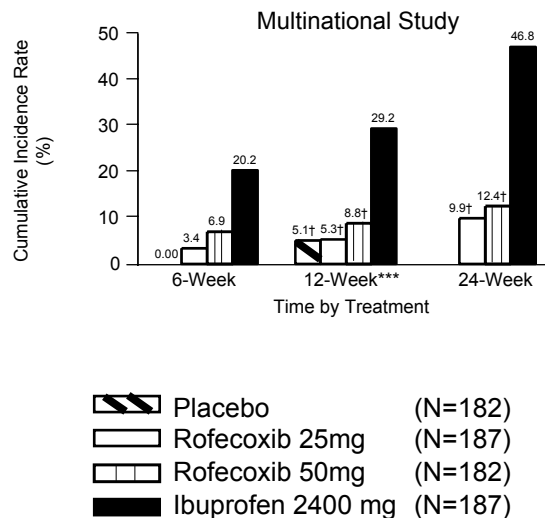 Multinational Study
Cumulative Incidence Rate
(%)
50
40
30
20
10
0
0.00
3.4
6.9
20.2
5.1†
5.3†
8.8†
29.2
9.9†
12.4†
46.8
6-Week
12-Week***
24-Week
Time by Treatment
Placebo (N=182)
Rofecoxib 25mg (N=187)
Rofecoxib 50mg (N=182)
Ibuprofen 2400 mg (N=187)